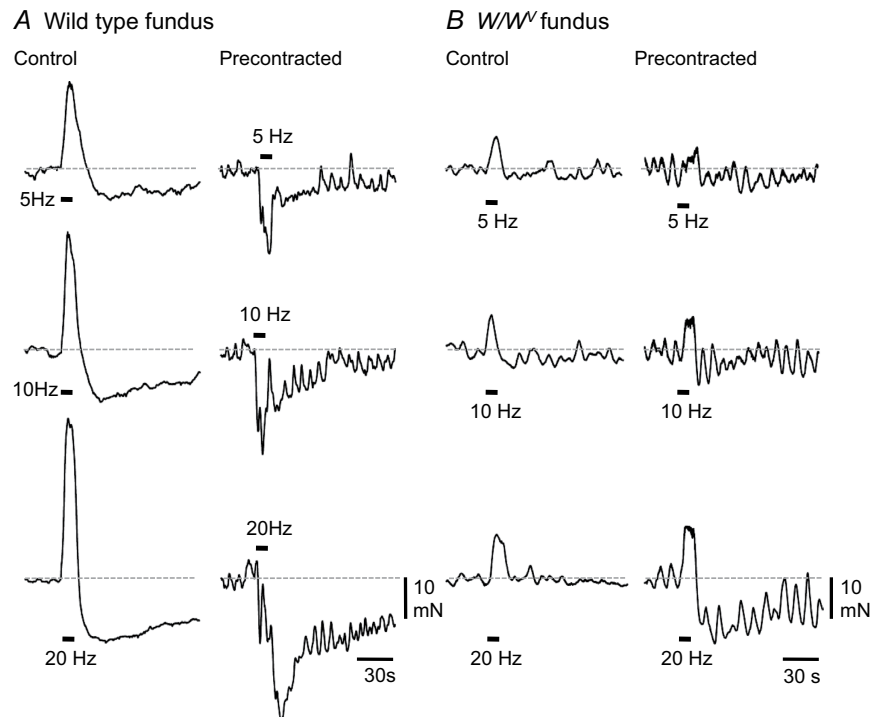 A Wild type fundus
Control
Precontracted
5Hz
5 Hz
10Hz
10 Hz
20 Hz
20Hz
10
mN
30s
B W/Wᵛ fundus
Control
Precontracted
5 Hz
5 Hz
10 Hz
10 Hz
20 Hz
20 Hz
10
mN
30 s